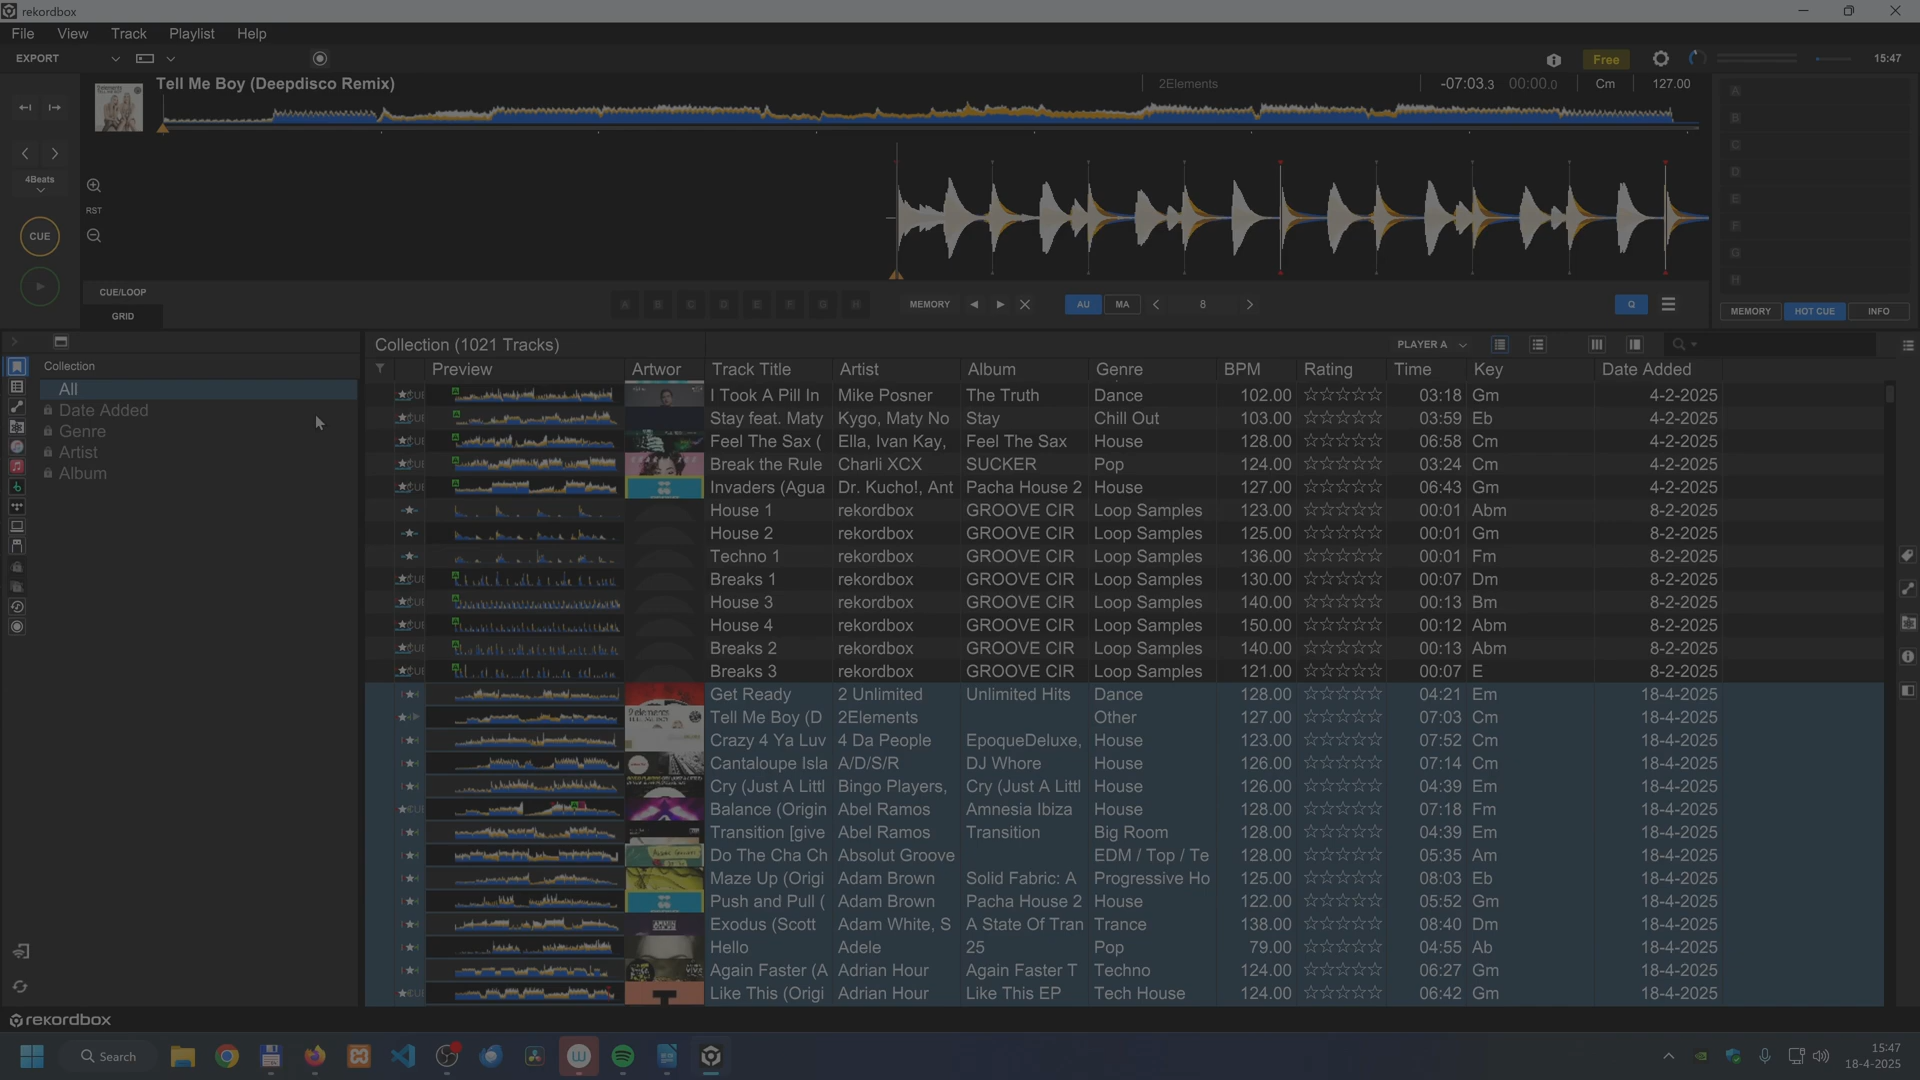 rekordbox
File View Track Playlist Help
EXPORT
Free
15:47
Tell Me Boy (Deepdisco Remix)
2Elements
-07:03.3 00:00.0 Cm 127.00
4Beats
RST
CUE
CUE/LOOP
GRID
A B C D E F G H
MEMORY
AU MA 8
Q
A
B
C
D
E
F
G
H
MEMORY HOT CUE INFO
Collection
All
Date Added
Genre
Artist
Album
Collection (1021 Tracks)
PLAYER A
Preview Artwor Track Title Artist Album Genre BPM Rating Time Key Date Added
I Took A Pill In Mike Posner The Truth Dance 102.00 03:18 Gm 4-2-2025
Stay feat. Maty Kygo, Maty No Stay Chill Out 103.00 03:59 Eb 4-2-2025
Feel The Sax ( Ella, Ivan Kay, Feel The Sax House 128.00 06:58 Cm 4-2-2025
Break the Rule Charli XCX SUCKER Pop 124.00 03:24 Cm 4-2-2025
Invaders (Agua Dr. Kucho!, Ant Pacha House 2 House 127.00 06:43 Gm 4-2-2025
House 1 rekordbox GROOVE CIR Loop Samples 123.00 00:01 Abm 8-2-2025
House 2 rekordbox GROOVE CIR Loop Samples 125.00 00:01 Gm 8-2-2025
Techno 1 rekordbox GROOVE CIR Loop Samples 136.00 00:01 Fm 8-2-2025
Breaks 1 rekordbox GROOVE CIR Loop Samples 130.00 00:07 Dm 8-2-2025
House 3 rekordbox GROOVE CIR Loop Samples 140.00 00:13 Bm 8-2-2025
House 4 rekordbox GROOVE CIR Loop Samples 150.00 00:12 Abm 8-2-2025
Breaks 2 rekordbox GROOVE CIR Loop Samples 140.00 00:13 Abm 8-2-2025
Breaks 3 rekordbox GROOVE CIR Loop Samples 121.00 00:07 E 8-2-2025
Get Ready 2 Unlimited Unlimited Hits Dance 128.00 04:21 Em 18-4-2025
Tell Me Boy (D 2Elements Other 127.00 07:03 Cm 18-4-2025
Crazy 4 Ya Luv 4 Da People EpoqueDeluxe, House 123.00 07:52 Cm 18-4-2025
Cantaloupe Isla A/D/S/R DJ Whore House 126.00 07:14 Cm 18-4-2025
Cry (Just A Littl Bingo Players, Cry (Just A Littl House 126.00 04:39 Em 18-4-2025
Balance (Origin Abel Ramos Amnesia Ibiza House 128.00 07:18 Fm 18-4-2025
Transition [give Abel Ramos Transition Big Room 128.00 04:39 Em 18-4-2025
Do The Cha Ch Absolut Groove EDM / Top / Te 128.00 05:35 Am 18-4-2025
Maze Up (Origi Adam Brown Solid Fabric: A Progressive Ho 125.00 08:03 Eb 18-4-2025
Push and Pull ( Adam Brown Pacha House 2 House 122.00 05:52 Gm 18-4-2025
Exodus (Scott Adam White, S A State Of Tran Trance 138.00 08:40 Dm 18-4-2025
Hello Adele 25 Pop 79.00 04:55 Ab 18-4-2025
Again Faster (A Adrian Hour Again Faster T Techno 124.00 06:27 Gm 18-4-2025
Like This (Origi Adrian Hour Like This EP Tech House 124.00 06:42 Gm 18-4-2025
rekordbox
Search
15:47
18-4-2025